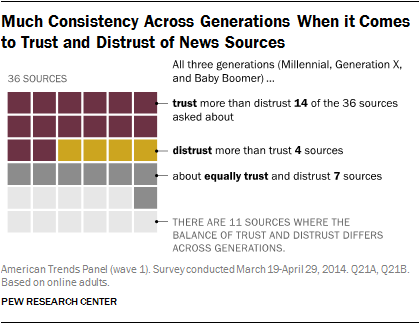 Much Consistency Across Generations When it Comes
to Trust and Distrust of News Sources
All three generations (Millennial, Generation X,
and Baby Boomer) ...
36 SOURCES
trust more than distrust 14 of the 36 sources
asked about
distrust more than trust 4 sources
about equally trust and distrust 7 sources
THERE ARE 11 SOURCES WHERE THE
BALANCE OF TRUST AND DISTRUST DIFFERS
ACROSS GENERATIONS.
American Trends Panel (wave 1). Survey conducted March 19-April 29, 2014. Q21A, Q21B.
Based on online adults.
PEW RESEARCH CENTER